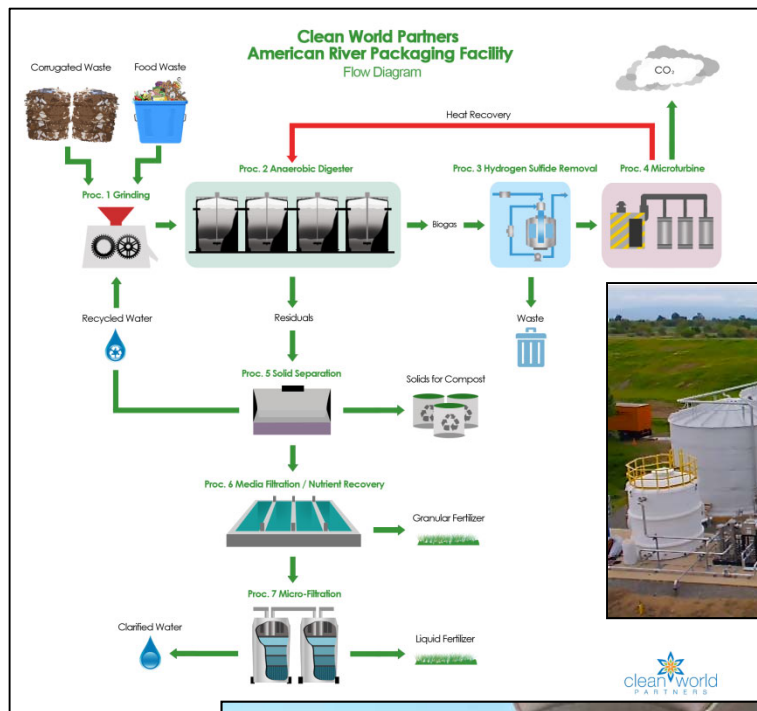 Clean World Partners
American River Packaging Facility
Flow Diagram
Corrugated Waste
Food Waste
CO₂
Heat Recovery
Proc. 1 Grinding
Proc. 2 Anaerobic Digester
Proc. 3 Hydrogen Sulfide Removal
Proc. 4 Microturbine
Biogas
Recycled Water
Residuals
Waste
Proc. 5 Solid Separation
Solids for Compost
Proc. 6 Media Filtration / Nutrient Recovery
Granular Fertilizer
Proc. 7 Micro-Filtration
Clarified Water
Liquid Fertilizer
clean world
PARTNERS